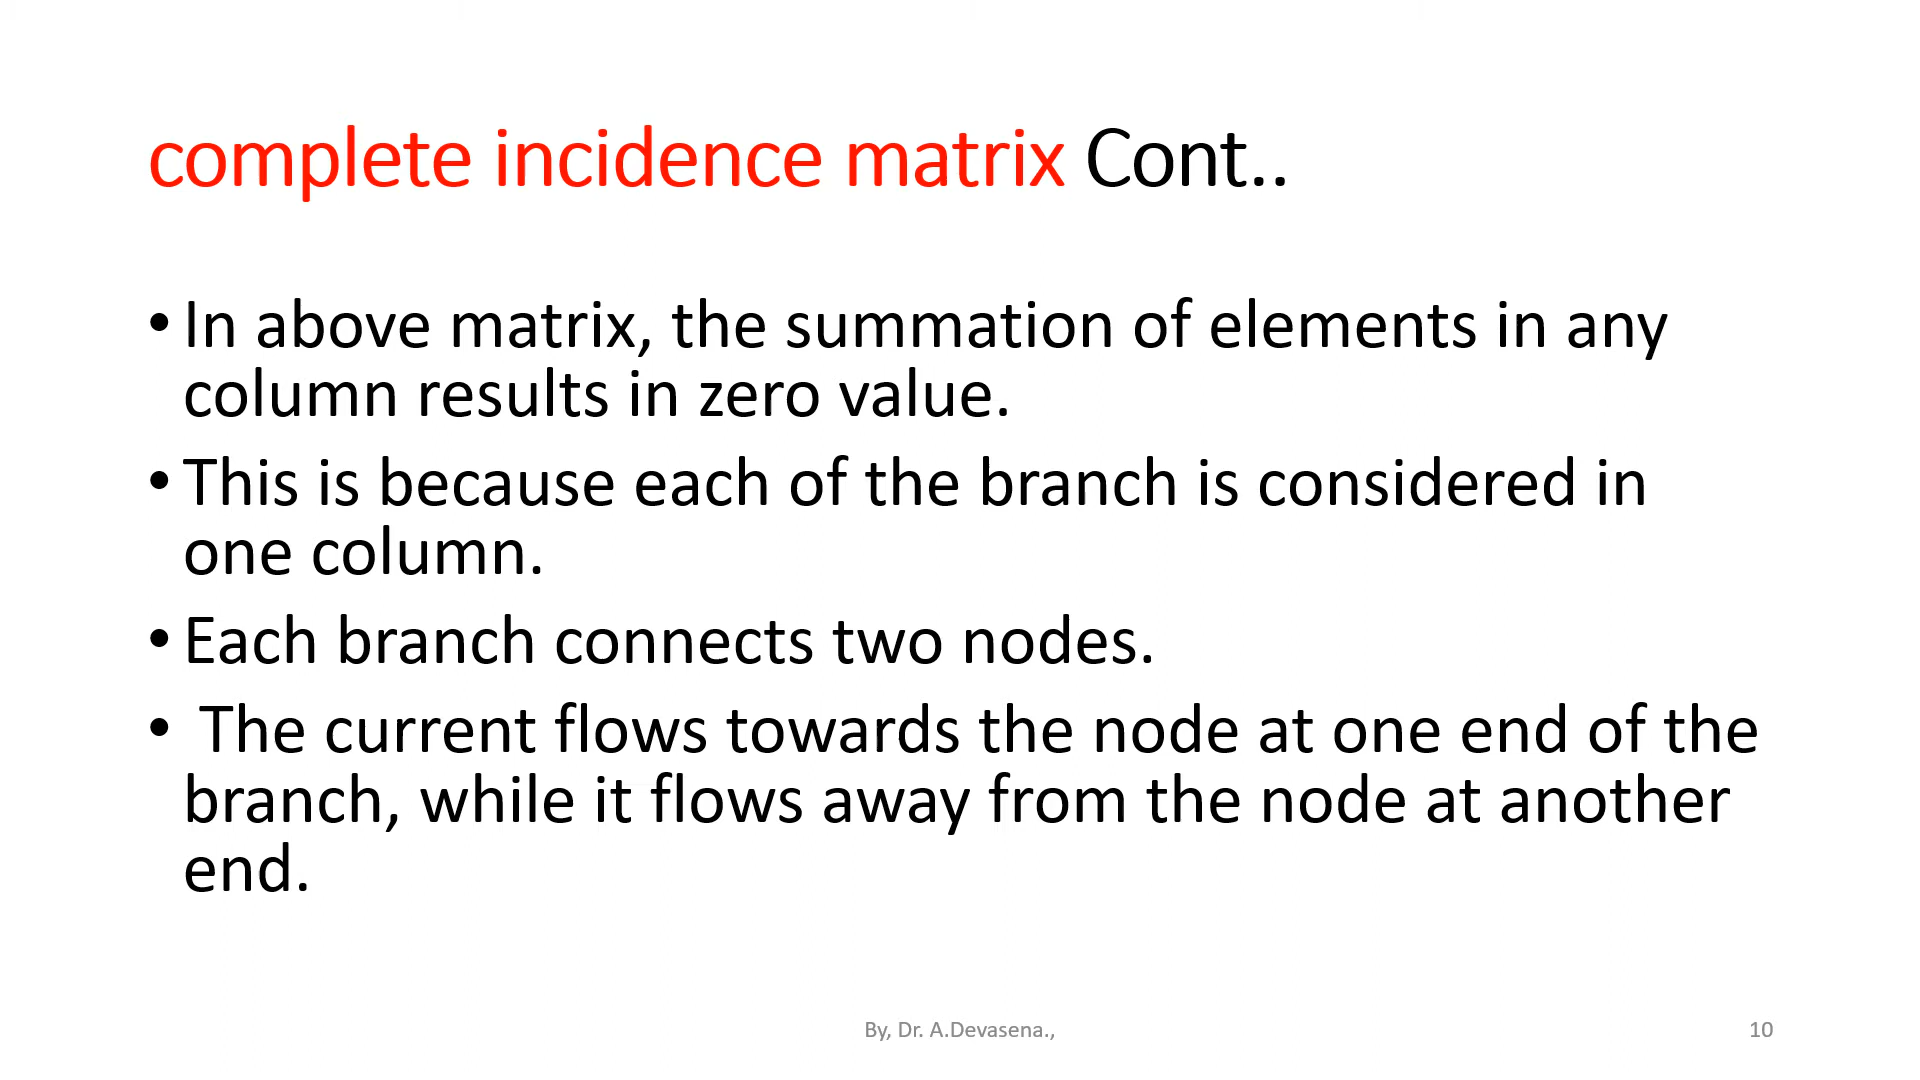 complete incidence matrix Cont..
• In above matrix, the summation of elements in any
column results in zero value.
• This is because each of the branch is considered in
one column.
• Each branch connects two nodes.
• The current flows towards the node at one end of the
branch, while it flows away from the node at another
end.
By, Dr. A.Devasena.,
10